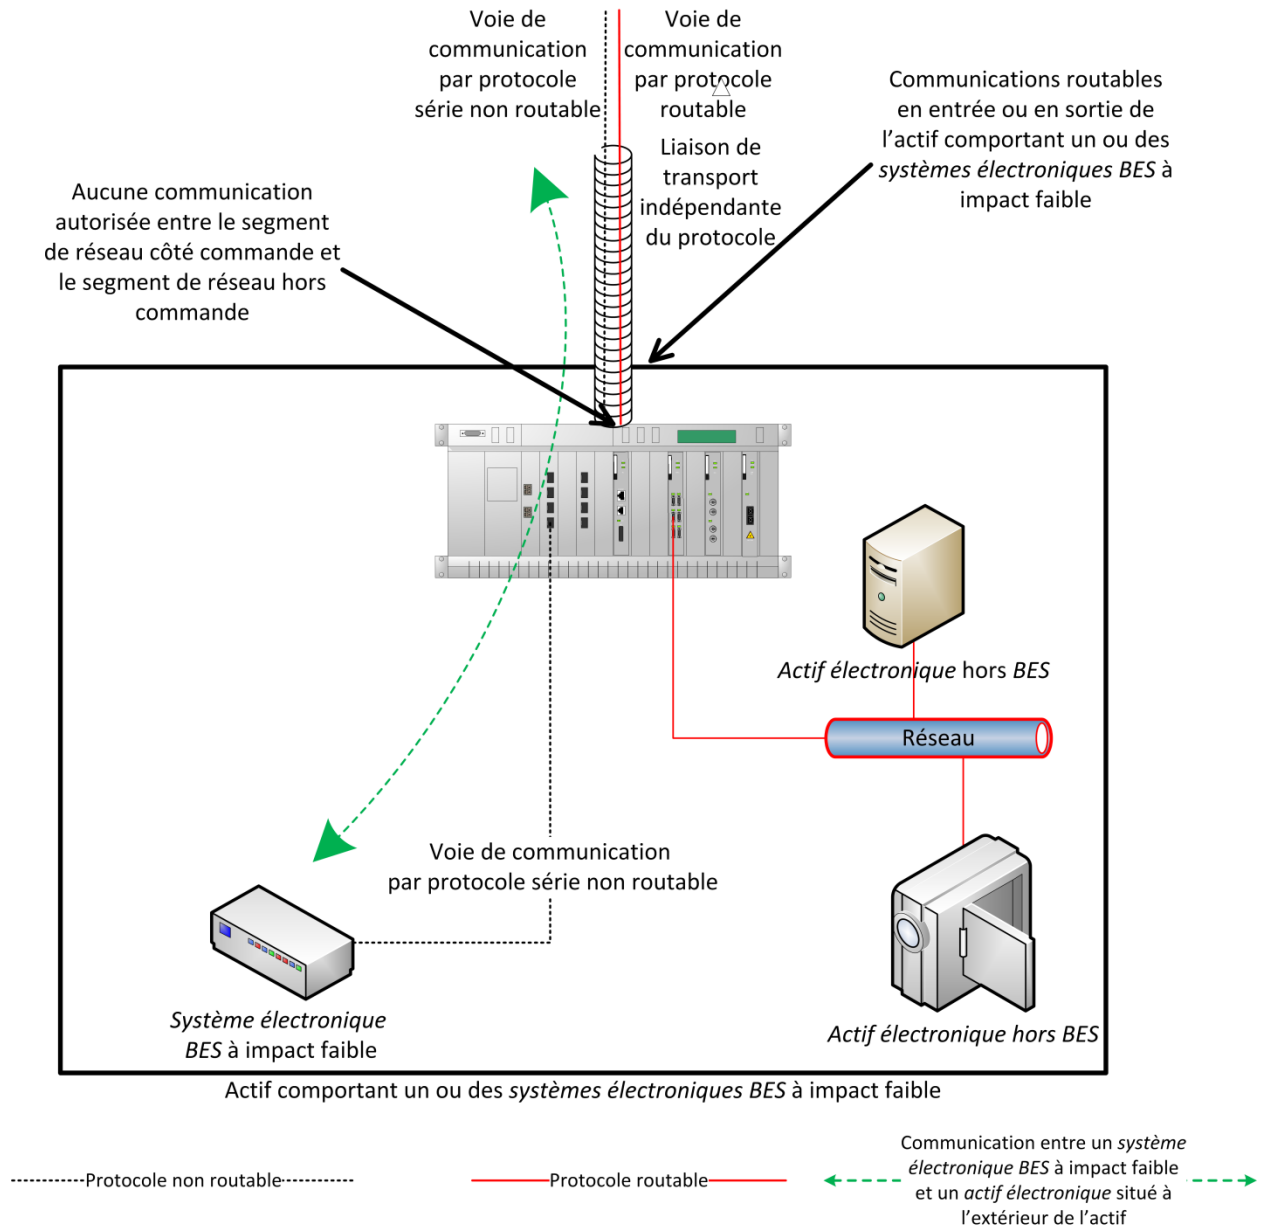 Voie de
communication
par protocole
série non routable
Voie de
communication
par protocole
routable
Liaison de
transport
indépendante
du protocole
Communications routables
en entrée ou en sortie de
l'actif comportant un ou des
systèmes électroniques BES à
impact faible
Aucune communication
autorisée entre le segment
de réseau côté commande et
le segment de réseau hors
commande
Actif électronique hors BES
Réseau
Voie de communication
par protocole série non routable
Système électronique
BES à impact faible
Actif électronique hors BES
Actif comportant un ou des systèmes électroniques BES à impact faible
Protocole non routable
Protocole routable
Communication entre un système
électronique BES à impact faible
et un actif électronique situé à
l'extérieur de l'actif